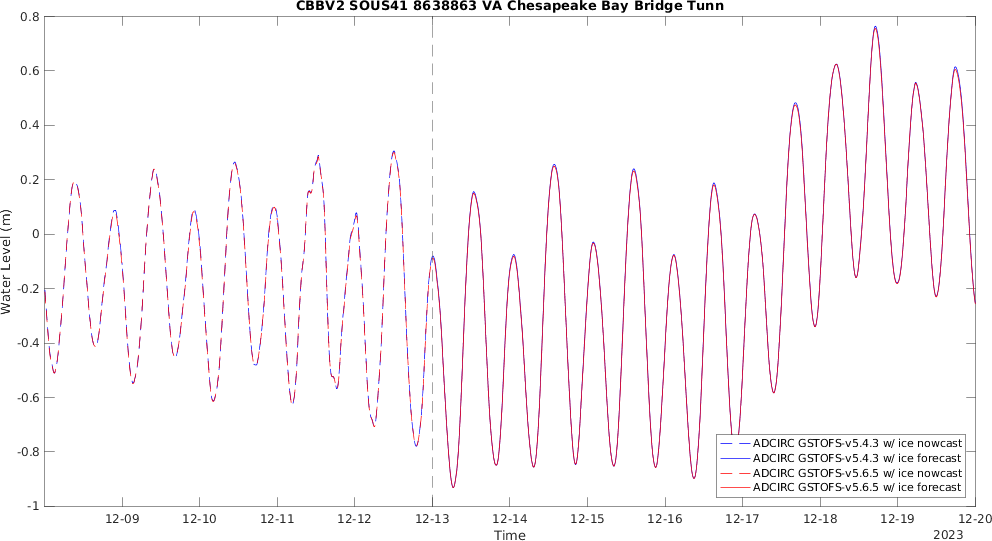 CBBV2 SOUS41 8638863 VA Chesapeake Bay Bridge Tunn
0.8
0.6
0.4
0.2
0
-0.2
-0.4
-0.6
-0.8
-1
Water Level (m)
ADCIRC GSTOFS-v5.4.3 w/ ice nowcast
ADCIRC GSTOFS-v5.4.3 w/ ice forecast
ADCIRC GSTOFS-v5.6.5 w/ ice nowcast
ADCIRC GSTOFS-v5.6.5 w/ ice forecast
12-09 12-10 12-11 12-12 12-13 12-14 12-15 12-16 12-17 12-18 12-19 12-20
Time
2023